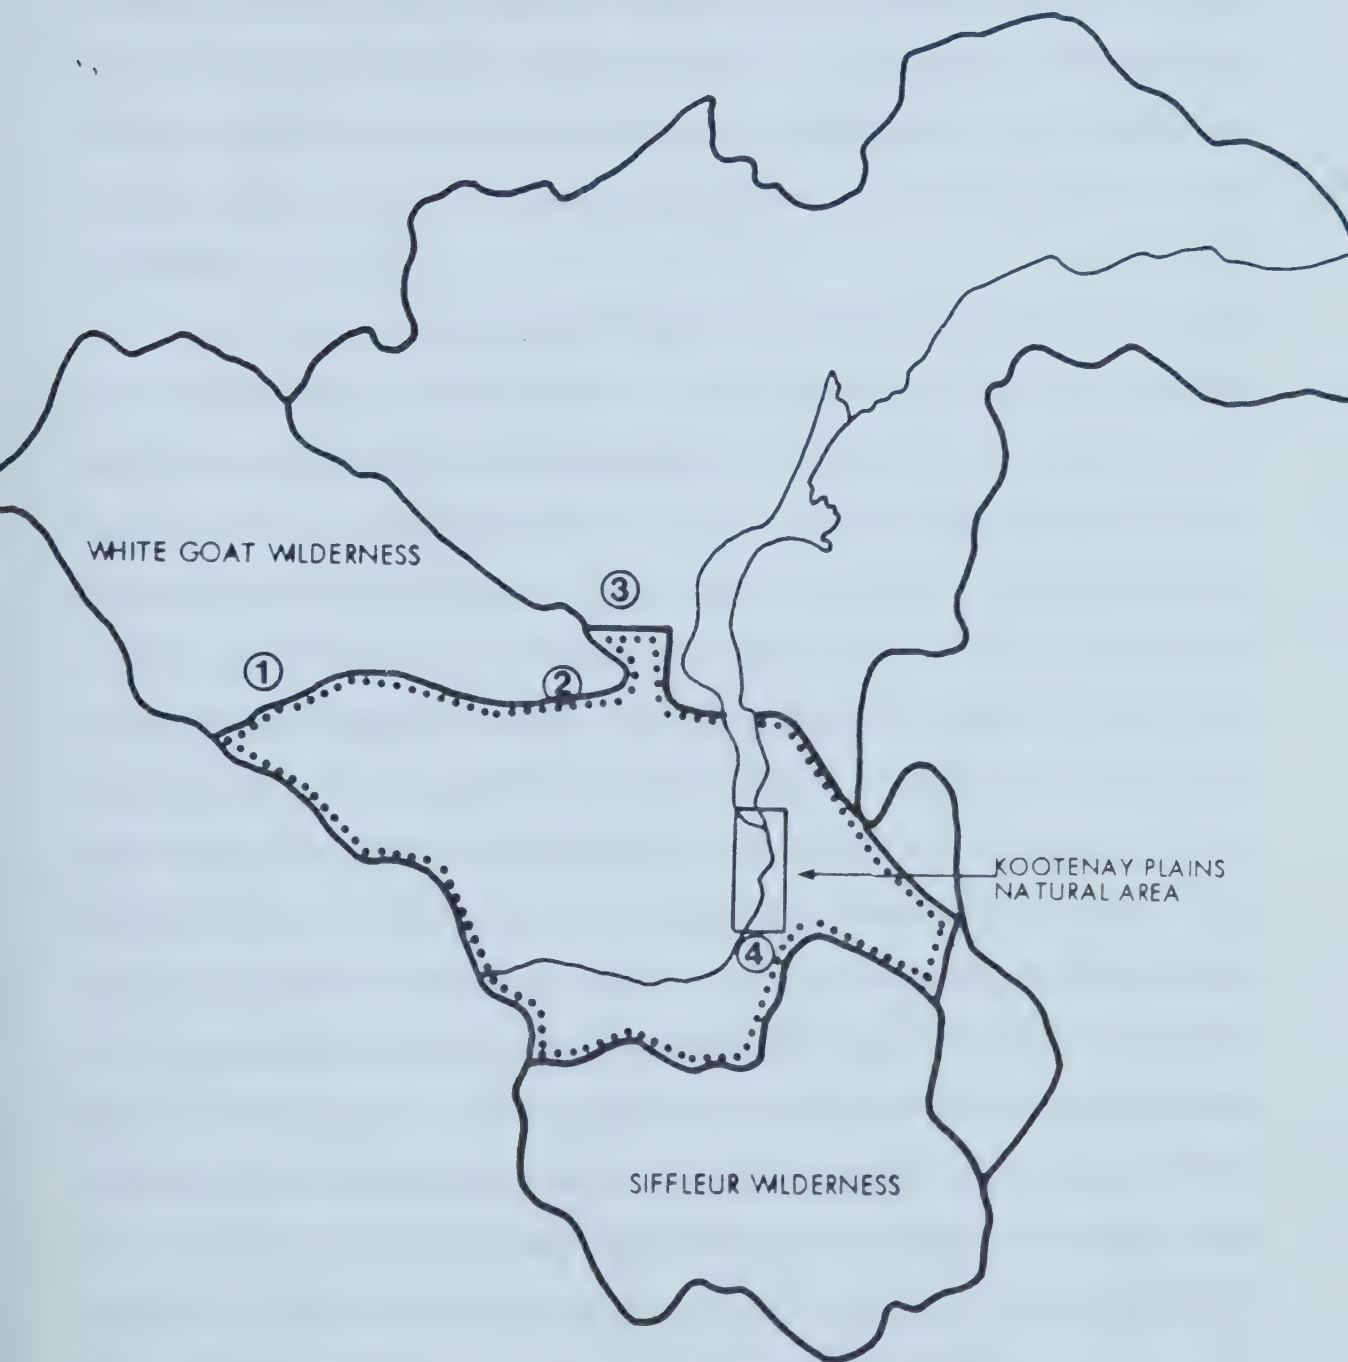 WHITE GOAT WILDERNESS
3
1
2
KOOTENAY PLAINS
NATURAL AREA
4
SIFFLEUR WILDERNESS